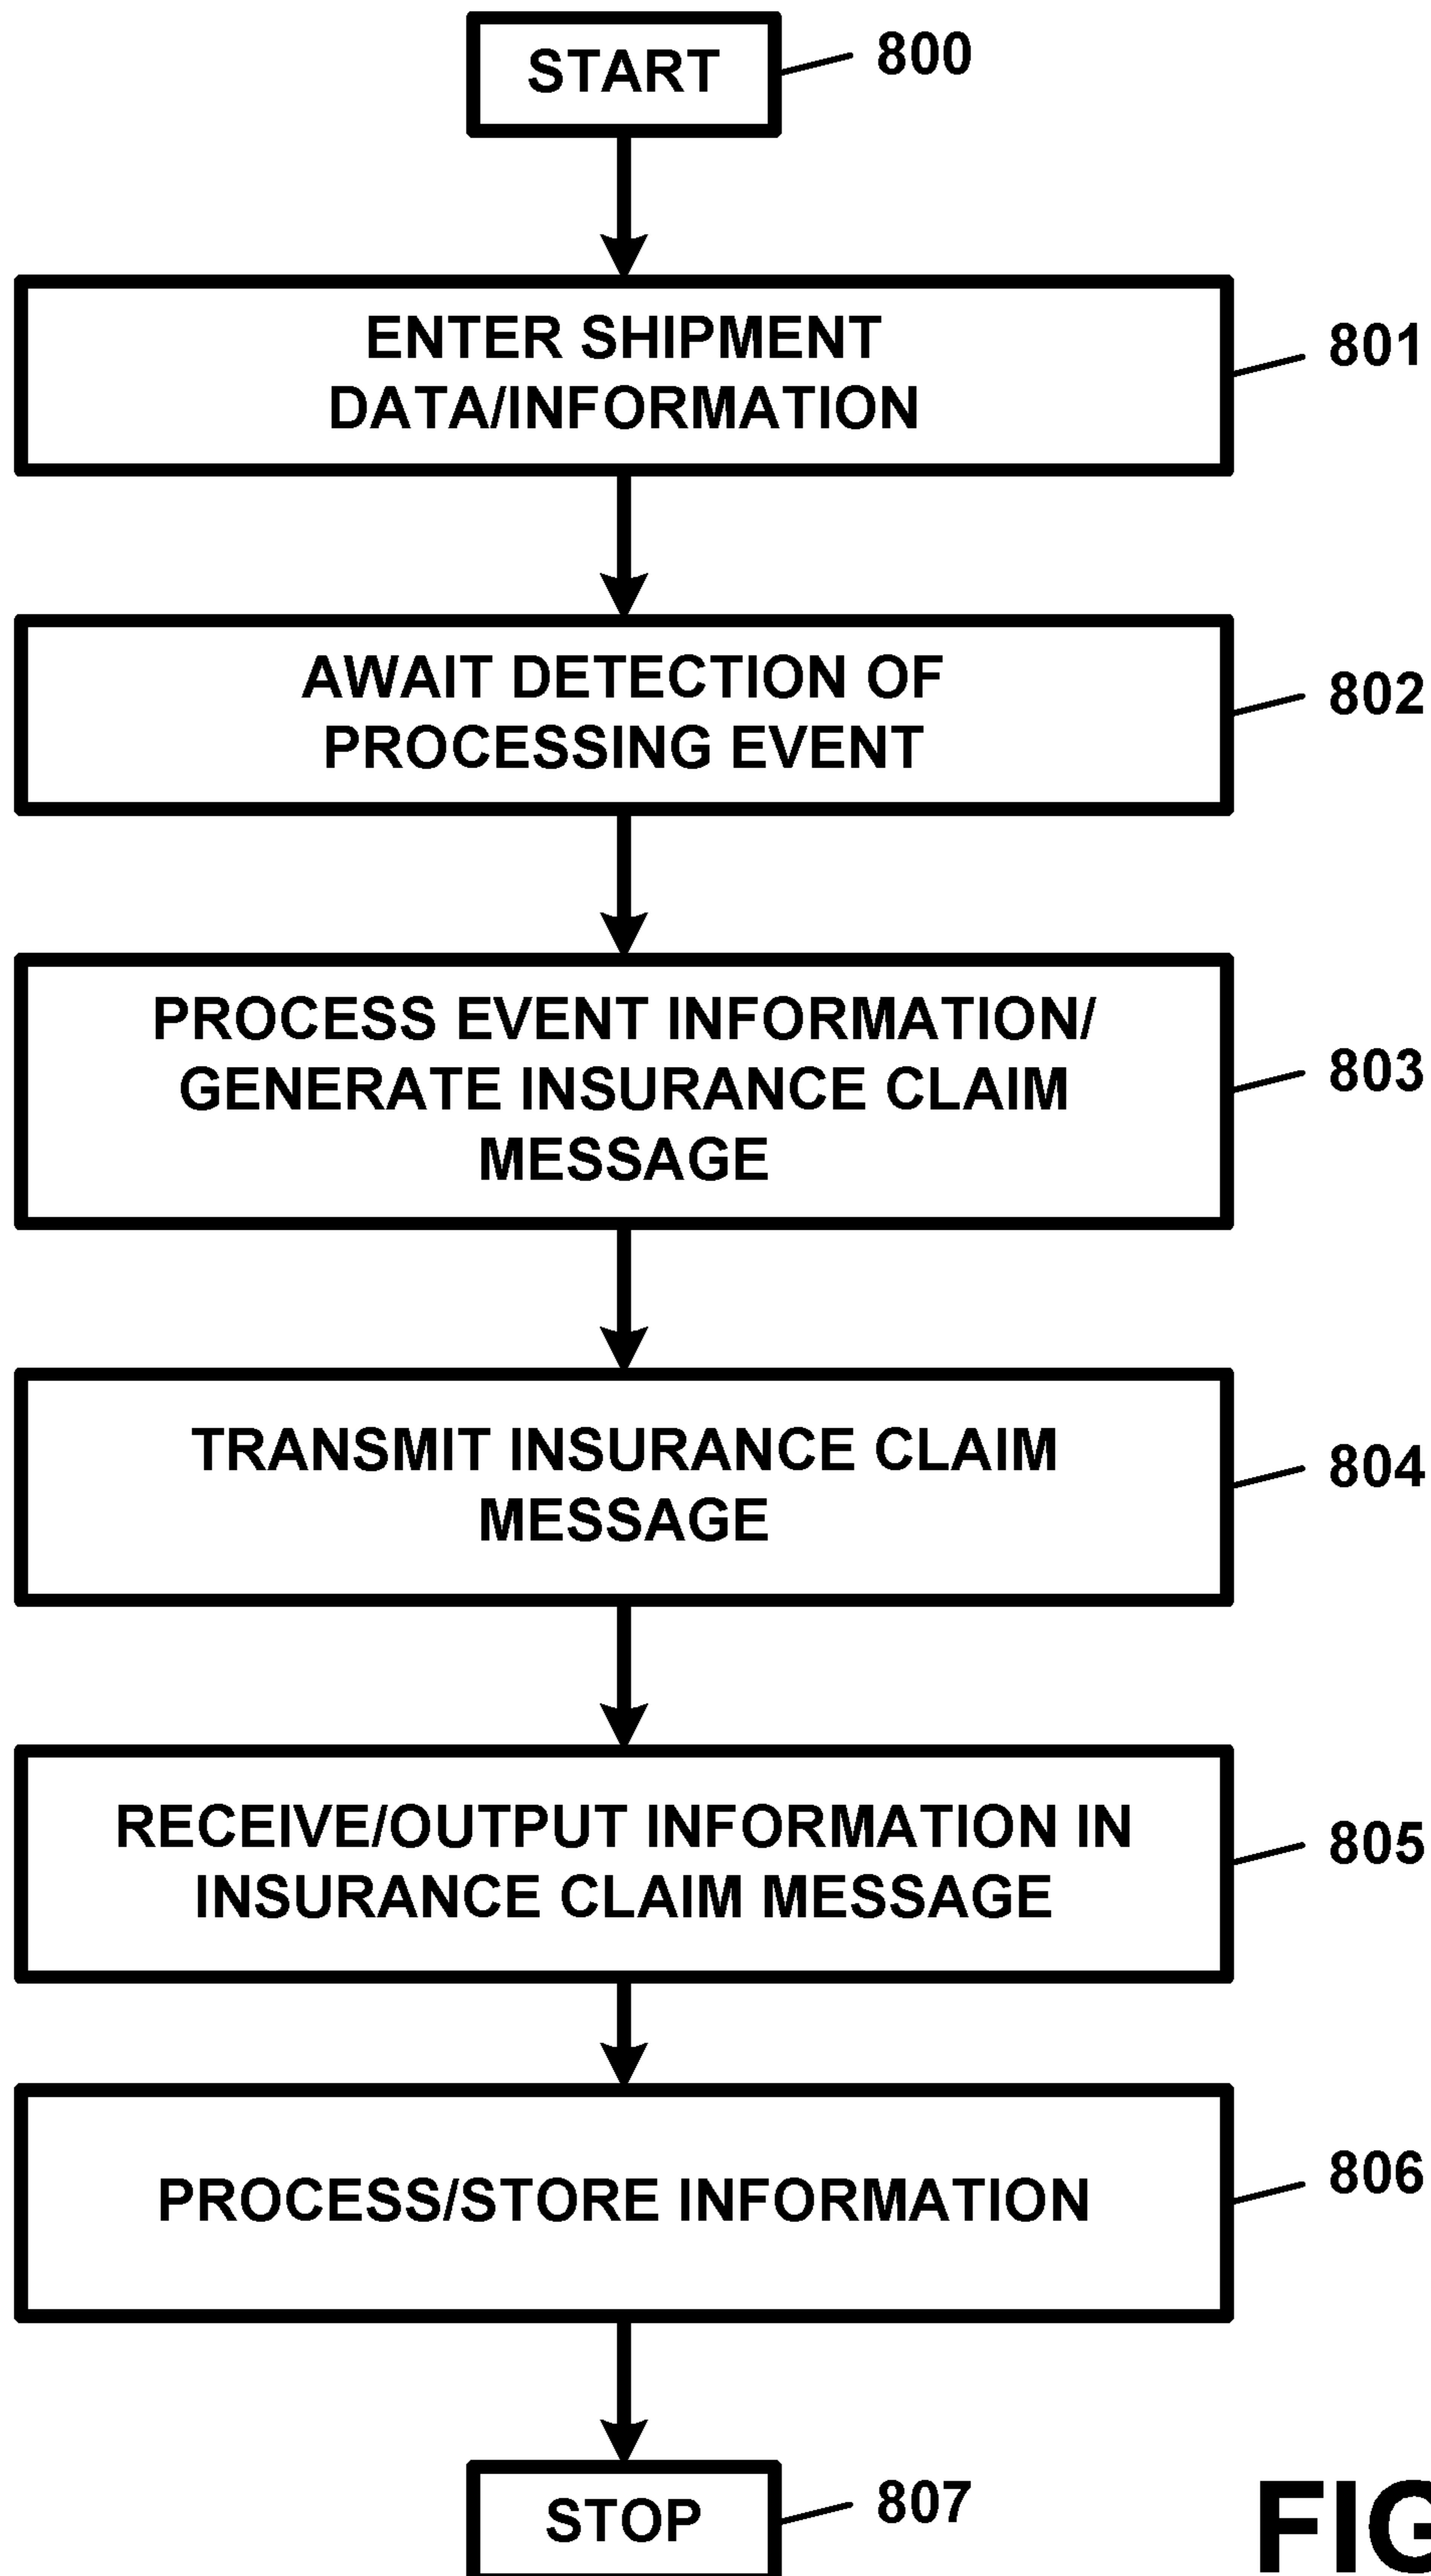 START
800
ENTER SHIPMENT
DATA/INFORMATION
801
AWAIT DETECTION OF
PROCESSING EVENT
802
PROCESS EVENT INFORMATION/
GENERATE INSURANCE CLAIM
MESSAGE
803
TRANSMIT INSURANCE CLAIM
MESSAGE
804
RECEIVE/OUTPUT INFORMATION IN
INSURANCE CLAIM MESSAGE
805
PROCESS/STORE INFORMATION
806
STOP
807
FIG